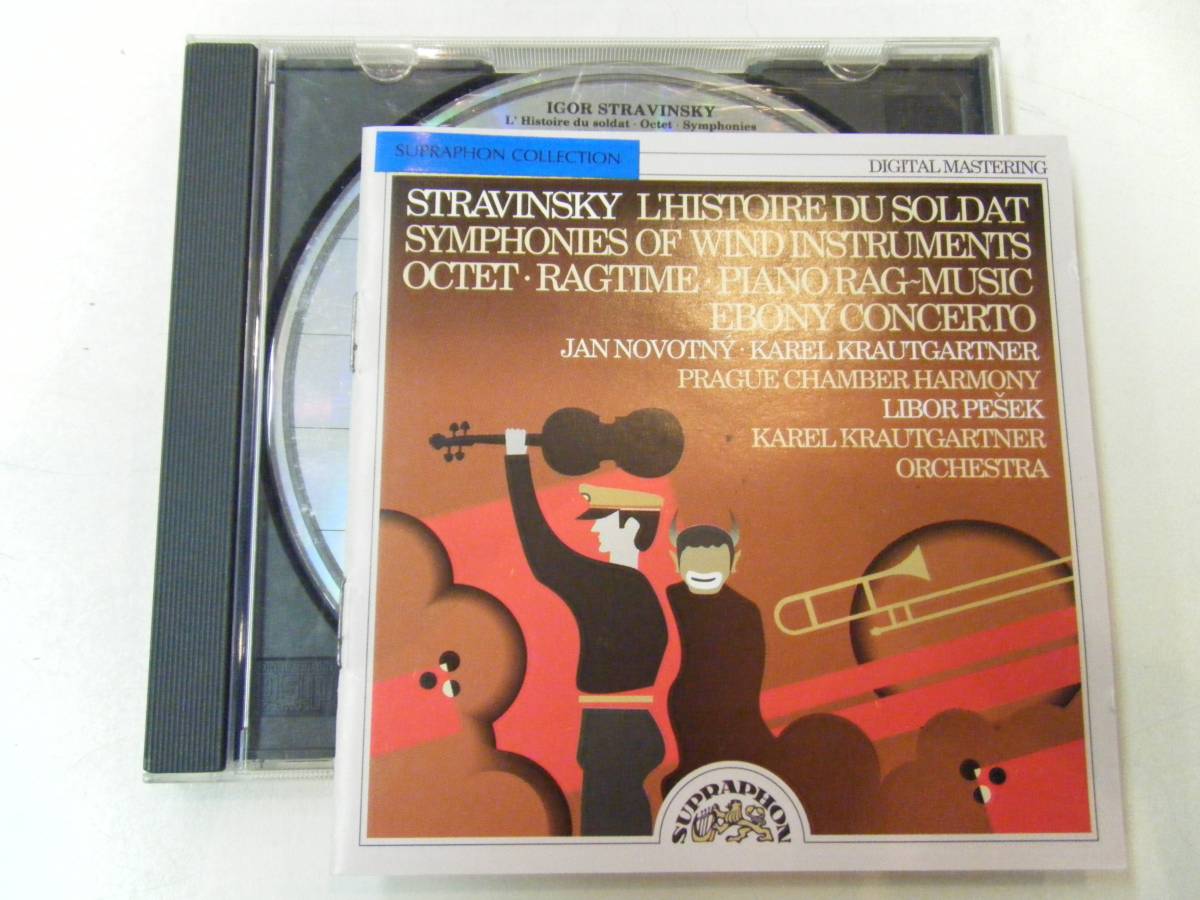 IGOR STRAVINSKY
L' Histoire du soldat · Octet · Symphonies
SUPRAPHON COLLECTION
DIGITAL MASTERING
STRAVINSKY L'HISTOIRE DU SOLDAT
SYMPHONIES OF WIND INSTRUMENTS
OCTET · RAGTIME · PIANO RAG~MUSIC
EBONY CONCERTO
JAN NOVOTNÝ · KAREL KRAUTGARTNER
PRAGUE CHAMBER HARMONY
LIBOR PEŠEK
KAREL KRAUTGARTNER
ORCHESTRA
SUPRAPHON